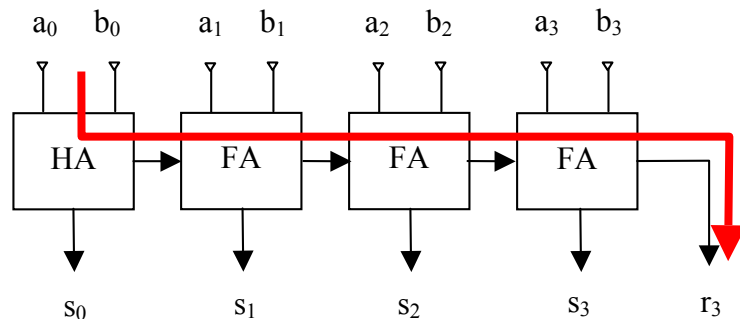 a₀ b₀ a₁ b₁ a₂ b₂ a₃ b₃
HA FA FA FA
s₀ s₁ s₂ s₃ r₃